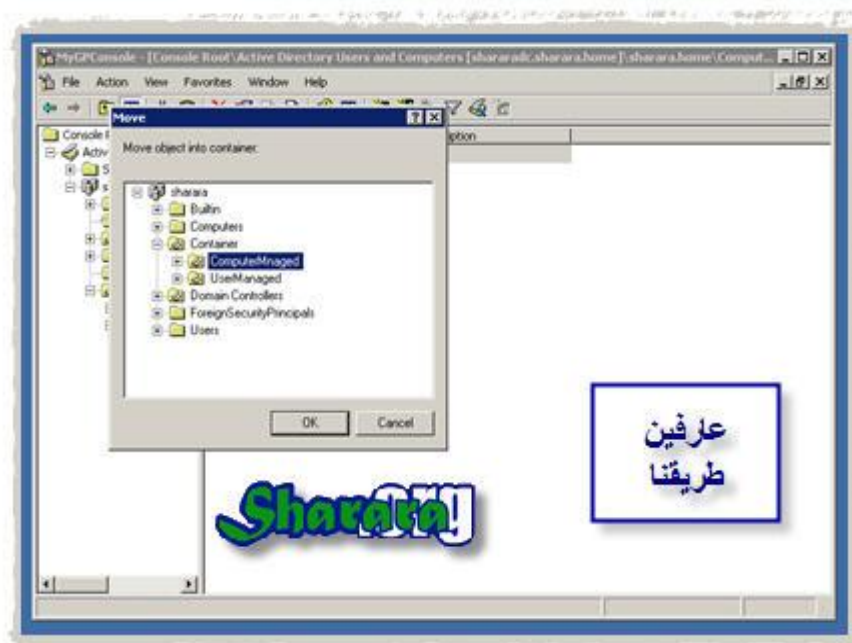 MyGPConsole - [Console Root\Active Directory Users and Computers [shararadc.sharara.home]\sharara.home\Comput...
File Action View Favorites Window Help
Move
Console
ption
Activ
Move object into container:
S
s
sharara
Builtin
Computers
Container
ComputerMnaged
UserManaged
Domain Controllers
ForeignSecurityPrincipals
Users
OK Cancel
عارفين
طريقنا
Sharara.org